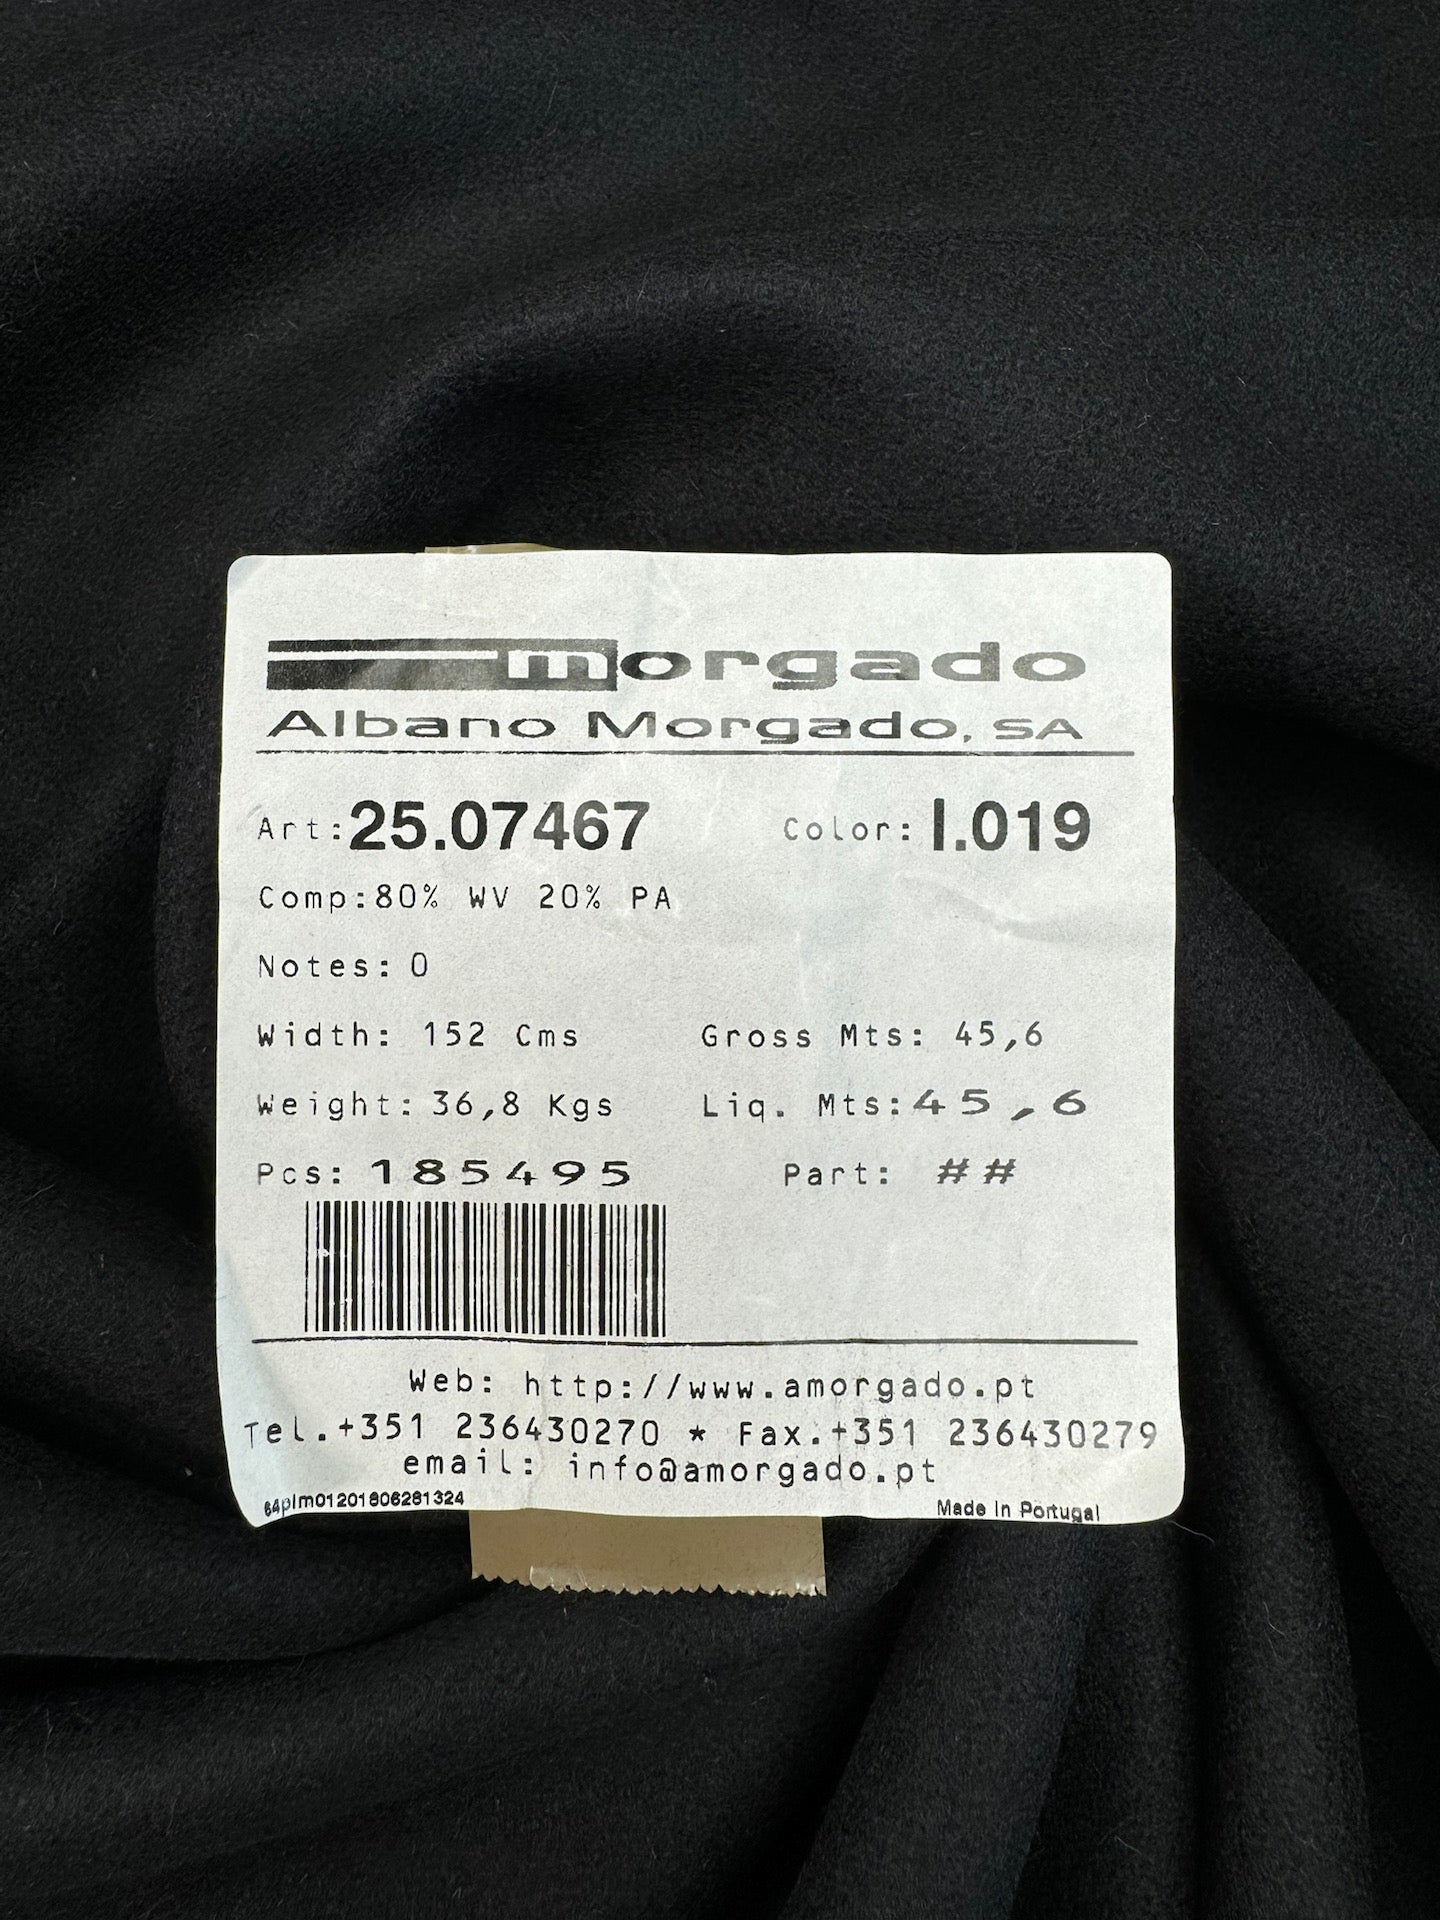 morgado
Albano Morgado, SA
Art:25.07467 Color: I.019
Comp:80% WV 20% PA
Notes: 0
Width: 152 Cms Gross Mts: 45,6
Weight: 36,8 Kgs Liq. Mts:45,6
Pcs: 185495 Part: ##
Web: http://www.amorgado.pt
Tel.+351 236430270 * Fax.+351 236430279
email: info@amorgado.pt
64plm01201806281324 Made in Portugal